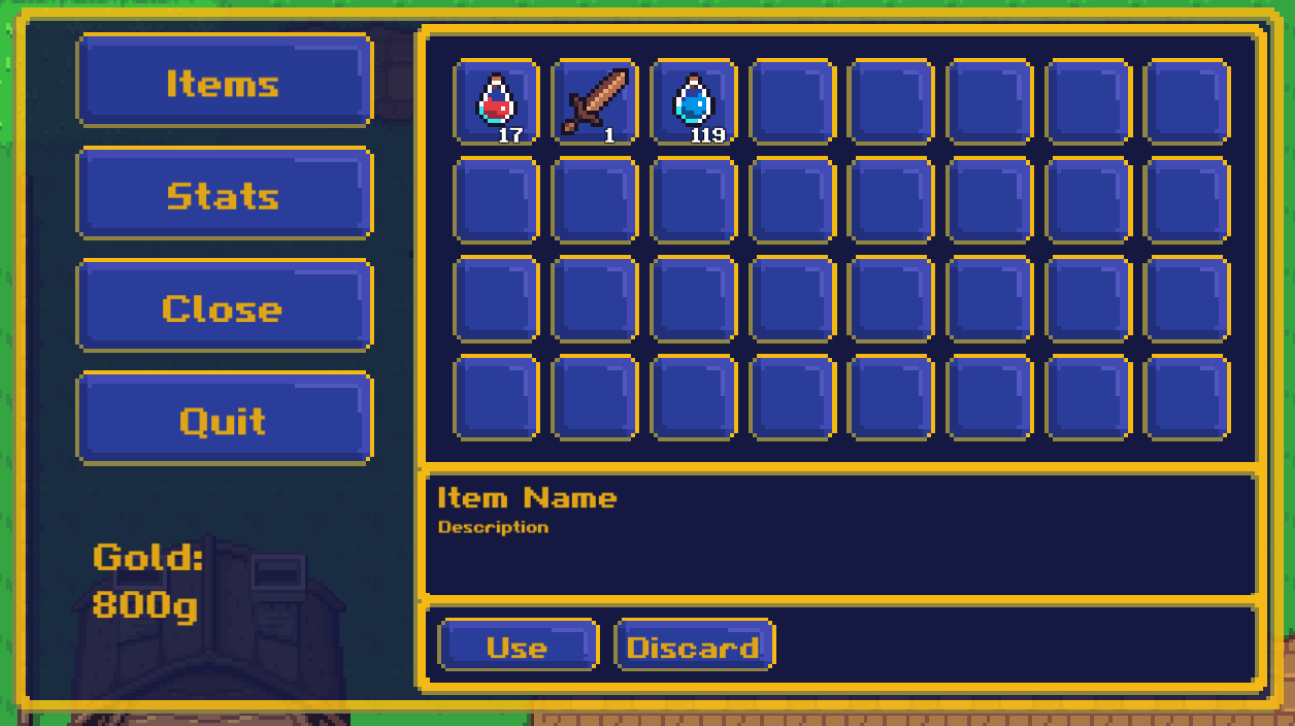 Items
Stats
Close
Quit
Gold:
800g
17
1
119
Item Name
Description
Use
Discard